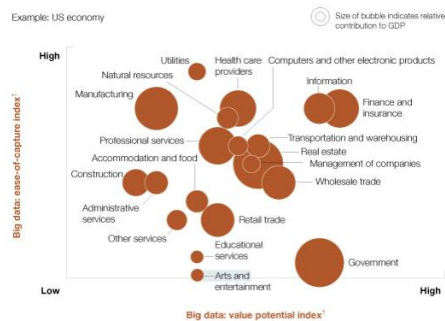 Example: US economy
Size of bubble indicates relative
contribution to GDP
High
Utilities
Health care
providers
Computers and other electronic products
Natural resources
Information
Manufacturing
Finance and
insurance
Professional services
Transportation and warehousing
Real estate
Accommodation and food
Management of companies
Construction
Wholesale trade
Administrative
services
Retail trade
Other services
Educational
services
Government
Arts and
entertainment
Big data: ease-of-capture index¹
Low
High
Big data: value potential index¹